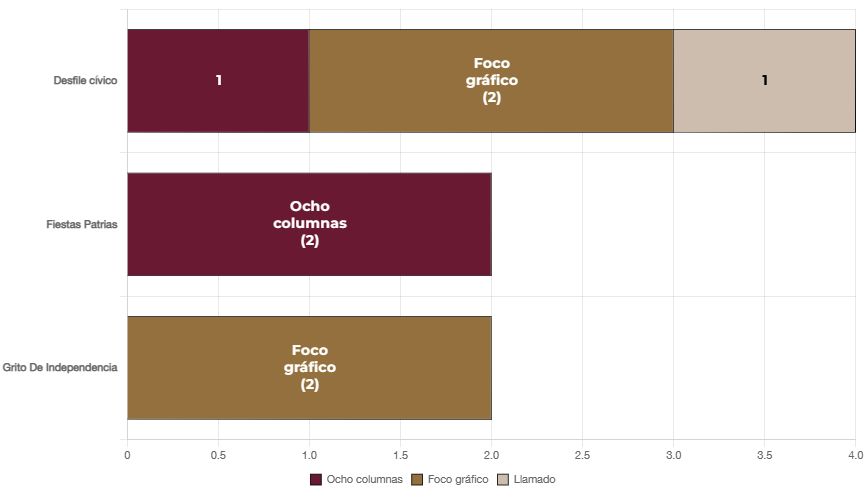 Desfile cívico
1
Foco
gráfico
(2)
1
Fiestas Patrias
Ocho
columnas
(2)
Grito De Independencia
Foco
gráfico
(2)
0 0.5 1.0 1.5 2.0 2.5 3.0 3.5 4.0
Ocho columnas Foco gráfico Llamado